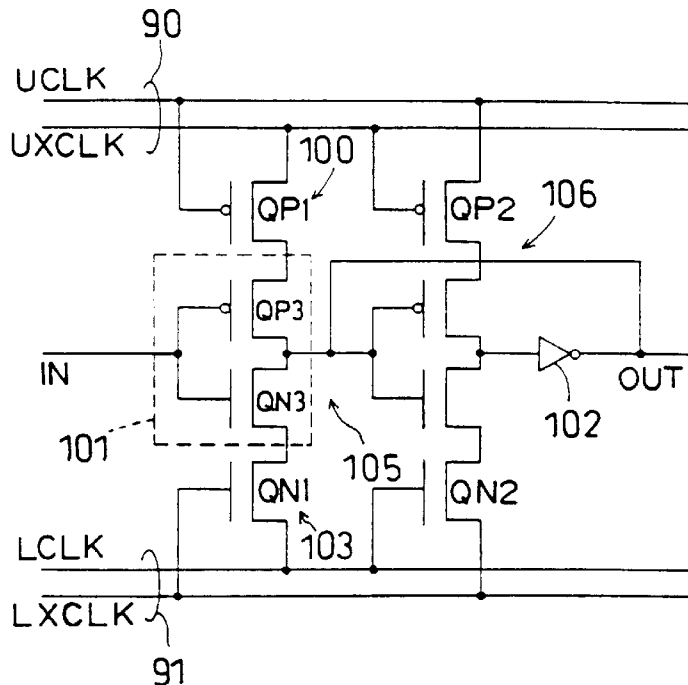 90
UCLK
UXCLK
100
QP1
QP2
106
QP3
IN
OUT
QN3
102
101
105
QN1
QN2
103
LCLK
LXCLK
91